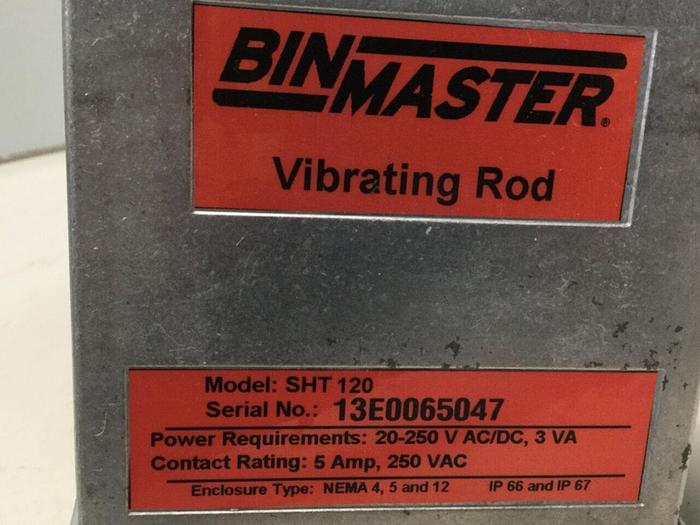 BINMASTER®
Vibrating Rod
Model: SHT 120
Serial No.: 13E0065047
Power Requirements: 20-250 V AC/DC, 3 VA
Contact Rating: 5 Amp, 250 VAC
Enclosure Type: NEMA 4, 5 and 12 IP 66 and IP 67